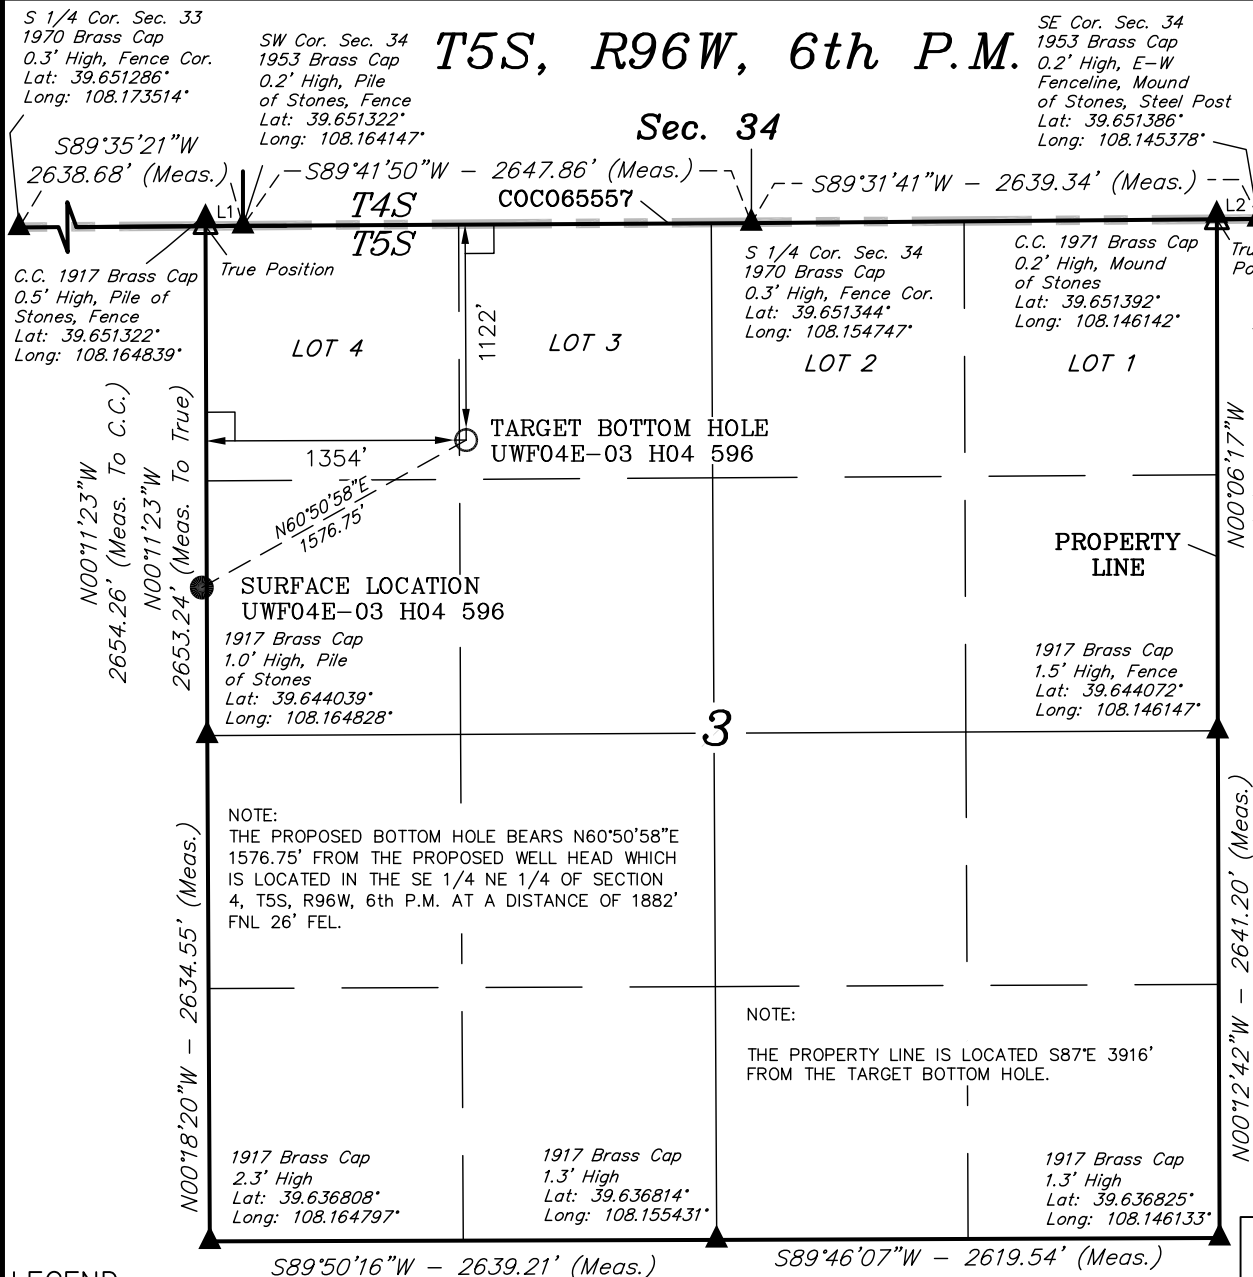 S 1/4 Cor. Sec. 33
1970 Brass Cap
0.3' High, Fence Cor.
Lat: 39.651286°
Long: 108.173514°
SW Cor. Sec. 34
1953 Brass Cap
0.2' High, Pile
of Stones, Fence
Lat: 39.651322°
Long: 108.164147°
T5S, R96W, 6th P.M.
Sec. 34
SE Cor. Sec. 34
1953 Brass Cap
0.2' High, E-W
Fenceline, Mound
of Stones, Steel Post
Lat: 39.651386°
Long: 108.145378°
S89°35'21"W
2638.68' (Meas.)
S89°41'50"W - 2647.86' (Meas.)
S89°31'41"W - 2639.34' (Meas.)
COCO65557
L1
L2
T4S
T5S
True Position
C.C. 1917 Brass Cap
0.5' High, Pile of
Stones, Fence
Lat: 39.651322°
Long: 108.164839°
S 1/4 Cor. Sec. 34
1970 Brass Cap
0.3' High, Fence Cor.
Lat: 39.651344°
Long: 108.154747°
C.C. 1971 Brass Cap
0.2' High, Mound
of Stones
Lat: 39.651392°
Long: 108.146142°
Tru
Po
LOT 4
LOT 3
LOT 2
LOT 1
1122'
1354'
TARGET BOTTOM HOLE
UWF04E-03 H04 596
N60°50'58"E
1576.75'
N00°11'23"W
2654.26' (Meas. To C.C.)
N00°11'23"W
2653.24' (Meas. To True)
N00°06'17"W
PROPERTY
LINE
SURFACE LOCATION
UWF04E-03 H04 596
1917 Brass Cap
1.0' High, Pile
of Stones
Lat: 39.644039°
Long: 108.164828°
1917 Brass Cap
1.5' High, Fence
Lat: 39.644072°
Long: 108.146147°
3
NOTE:
THE PROPOSED BOTTOM HOLE BEARS N60°50'58"E
1576.75' FROM THE PROPOSED WELL HEAD WHICH
IS LOCATED IN THE SE 1/4 NE 1/4 OF SECTION
4, T5S, R96W, 6th P.M. AT A DISTANCE OF 1882'
FNL 26' FEL.
N00°18'20"W - 2634.55' (Meas.)
N00°12'42"W - 2641.20' (Meas.)
NOTE:
THE PROPERTY LINE IS LOCATED S87°E 3916'
FROM THE TARGET BOTTOM HOLE.
1917 Brass Cap
2.3' High
Lat: 39.636808°
Long: 108.164797°
1917 Brass Cap
1.3' High
Lat: 39.636814°
Long: 108.155431°
1917 Brass Cap
1.3' High
Lat: 39.636825°
Long: 108.146133°
S89°50'16"W - 2639.21' (Meas.)
S89°46'07"W - 2619.54' (Meas.)
LEGEND